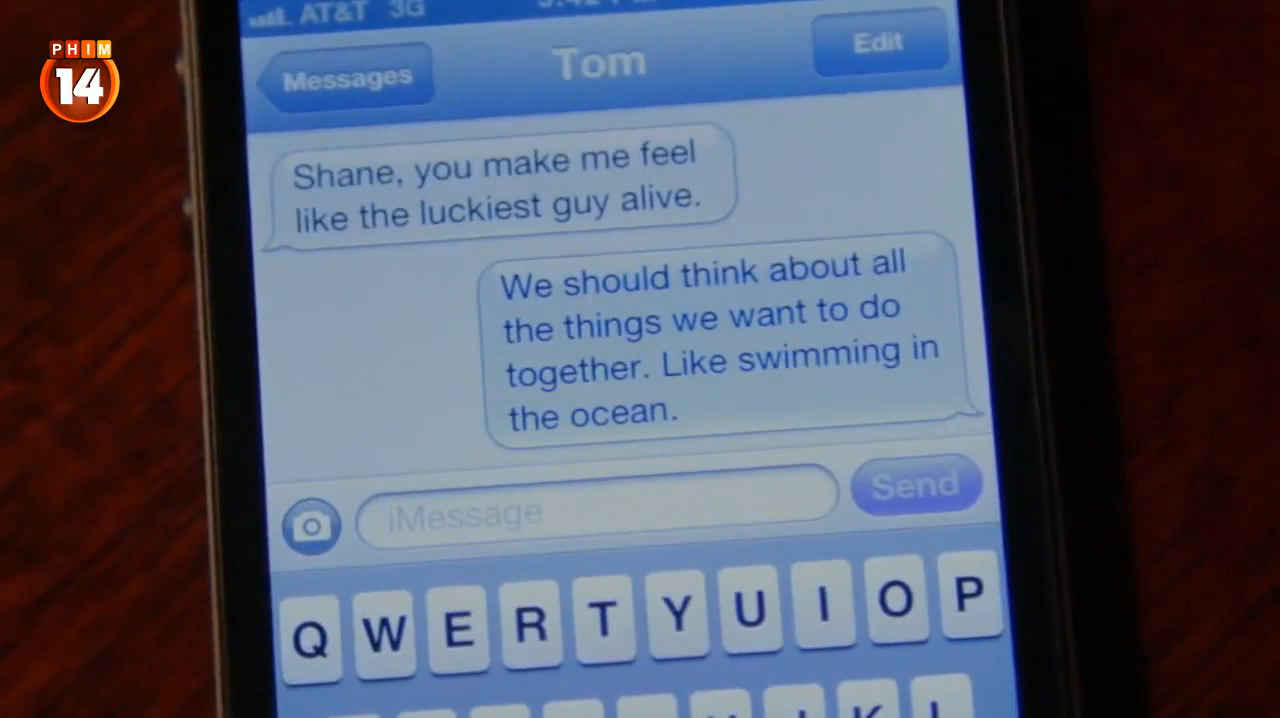 PHIM
14
AT&T 3G
Messages
Tom
Edit
Shane, you make me feel
like the luckiest guy alive.
We should think about all
the things we want to do
together. Like swimming in
the ocean.
iMessage
Send
Q W E R T Y U I O P
J K L